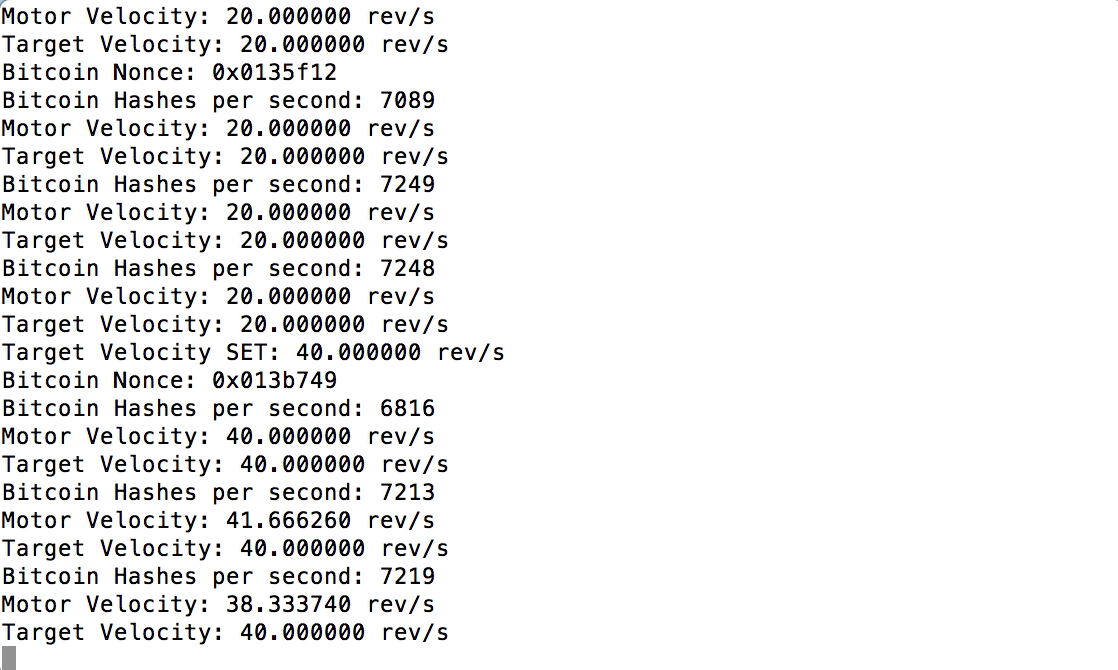 Motor Velocity: 20.000000 rev/s
Target Velocity: 20.000000 rev/s
Bitcoin Nonce: 0x0135f12
Bitcoin Hashes per second: 7089
Motor Velocity: 20.000000 rev/s
Target Velocity: 20.000000 rev/s
Bitcoin Hashes per second: 7249
Motor Velocity: 20.000000 rev/s
Target Velocity: 20.000000 rev/s
Bitcoin Hashes per second: 7248
Motor Velocity: 20.000000 rev/s
Target Velocity: 20.000000 rev/s
Target Velocity SET: 40.000000 rev/s
Bitcoin Nonce: 0x013b749
Bitcoin Hashes per second: 6816
Motor Velocity: 40.000000 rev/s
Target Velocity: 40.000000 rev/s
Bitcoin Hashes per second: 7213
Motor Velocity: 41.666260 rev/s
Target Velocity: 40.000000 rev/s
Bitcoin Hashes per second: 7219
Motor Velocity: 38.333740 rev/s
Target Velocity: 40.000000 rev/s